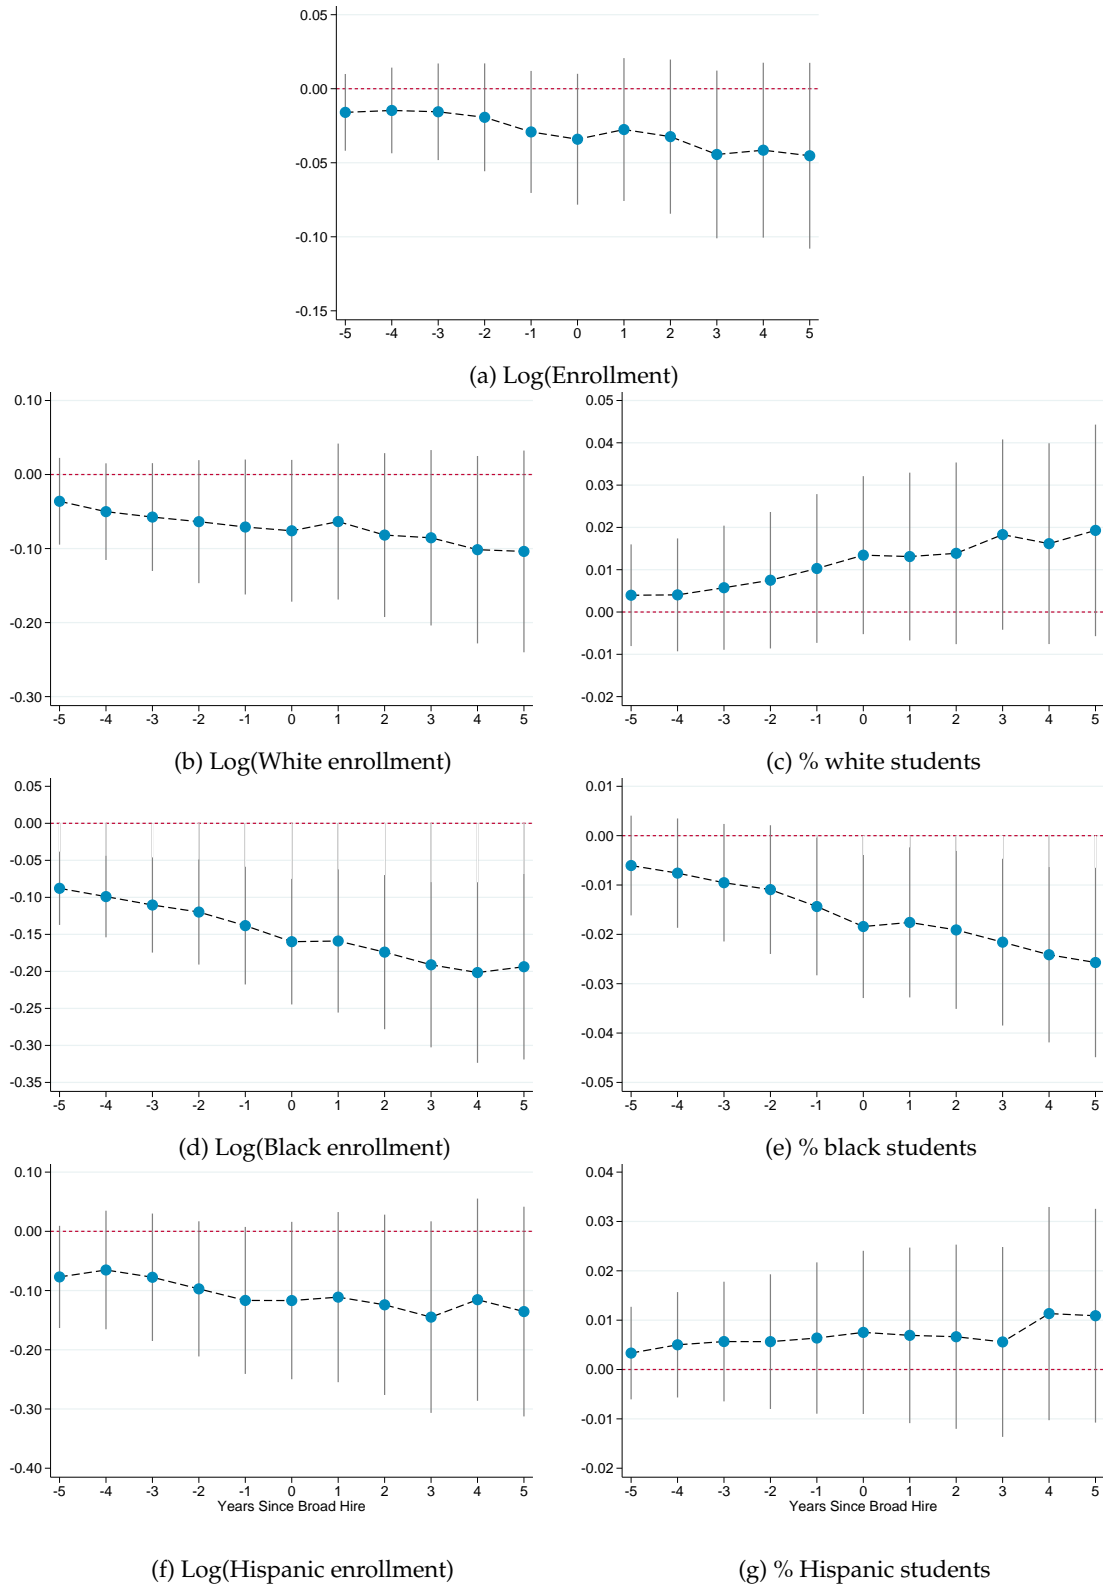 0.05
0.00
-0.05
-0.10
-0.15
-5 -4 -3 -2 -1 0 1 2 3 4 5
(a) Log(Enrollment)
0.10
0.00
-0.10
-0.20
-0.30
-5 -4 -3 -2 -1 0 1 2 3 4 5
(b) Log(White enrollment)
0.05
0.04
0.03
0.02
0.01
0.00
-0.01
-0.02
-5 -4 -3 -2 -1 0 1 2 3 4 5
(c) % white students
0.05
0.00
-0.05
-0.10
-0.15
-0.20
-0.25
-0.30
-0.35
-5 -4 -3 -2 -1 0 1 2 3 4 5
(d) Log(Black enrollment)
0.01
0.00
-0.01
-0.02
-0.03
-0.04
-0.05
-5 -4 -3 -2 -1 0 1 2 3 4 5
(e) % black students
0.10
0.00
-0.10
-0.20
-0.30
-0.40
-5 -4 -3 -2 -1 0 1 2 3 4 5
Years Since Broad Hire
(f) Log(Hispanic enrollment)
0.04
0.03
0.02
0.01
0.00
-0.01
-0.02
-5 -4 -3 -2 -1 0 1 2 3 4 5
Years Since Broad Hire
(g) % Hispanic students